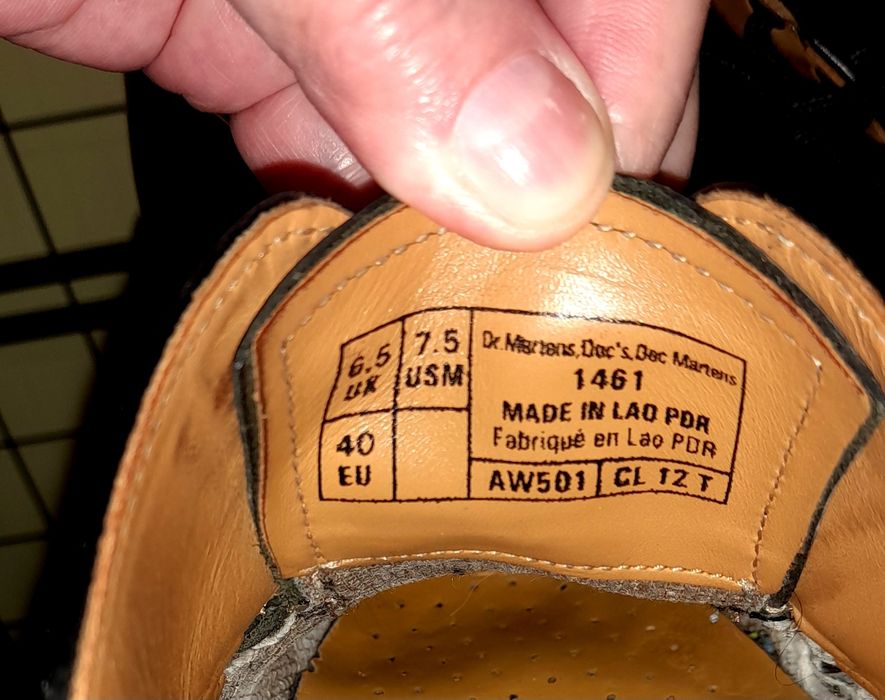 6.5
UK
7.5
USM
40
EU
Dr.Martens,Doc's,Doc Martens
1461
MADE IN LAO PDR
Fabriqué en Lao PDR
AW501
CL 12 T